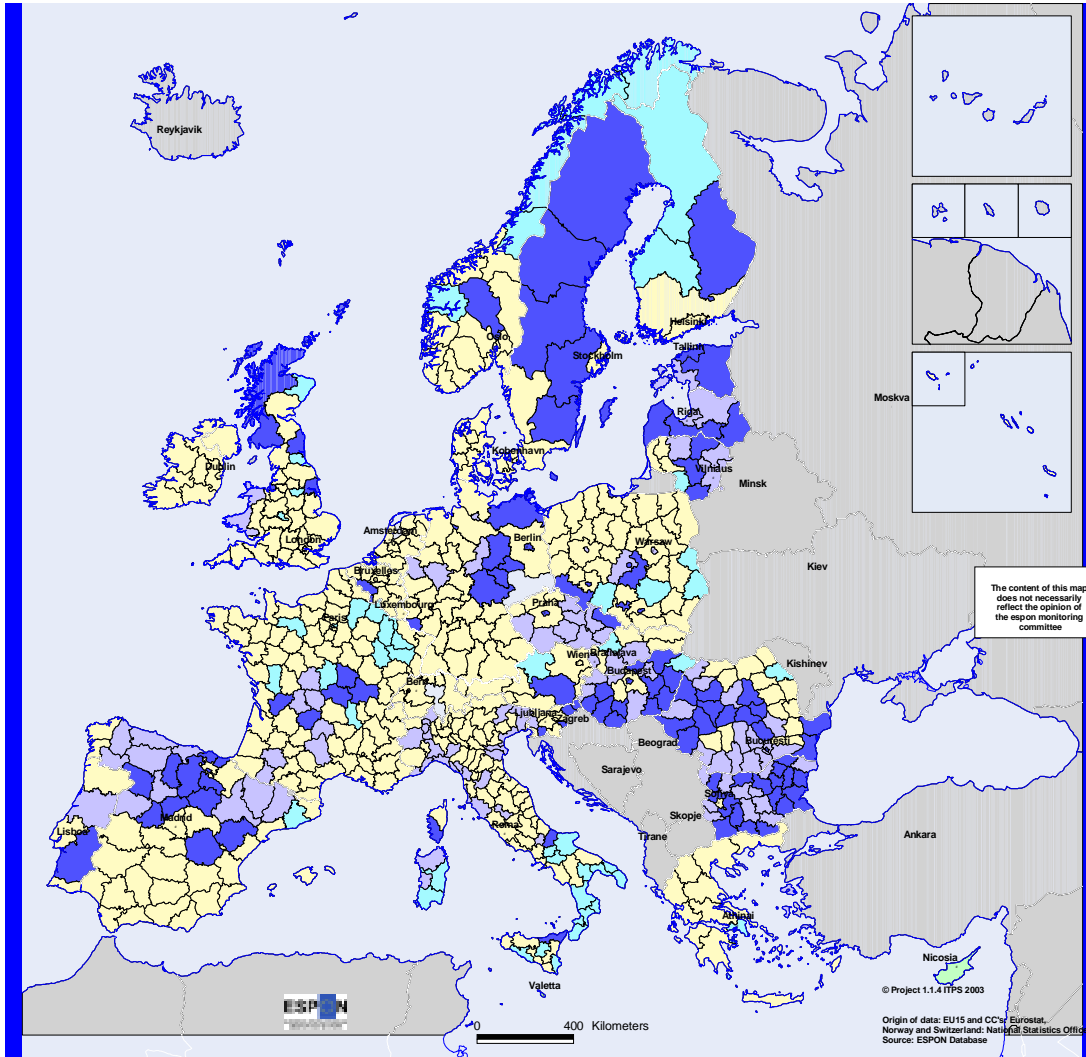 Reykjavik
Oslo
Helsinki
Tallinn
Stockholm
Moskva
Riga
Dublin
Kobenhavn
Vilniaus
Minsk
Amsterdam
London
Berlin
Warsaw
Bruxelles
Kiev
The content of this map
does not necessarily
reflect the opinion of
the espon monitoring
committee
Luxembourg
Praha
Paris
Wien
Bratislava
Kishinev
Budapest
Bern
Ljubljana
Zagreb
Beograd
Bucuresti
Sarajevo
Sofiya
Madrid
Skopje
Lisboa
Roma
Tirane
Ankara
Athinai
Nicosia
Valetta
© Project 1.1.4 ITPS 2003
ESPON
0 400 Kilometers
Origin of data: EU15 and CC's: Eurostat,
Norway and Switzerland: National Statistics Offic
Source: ESPON Database